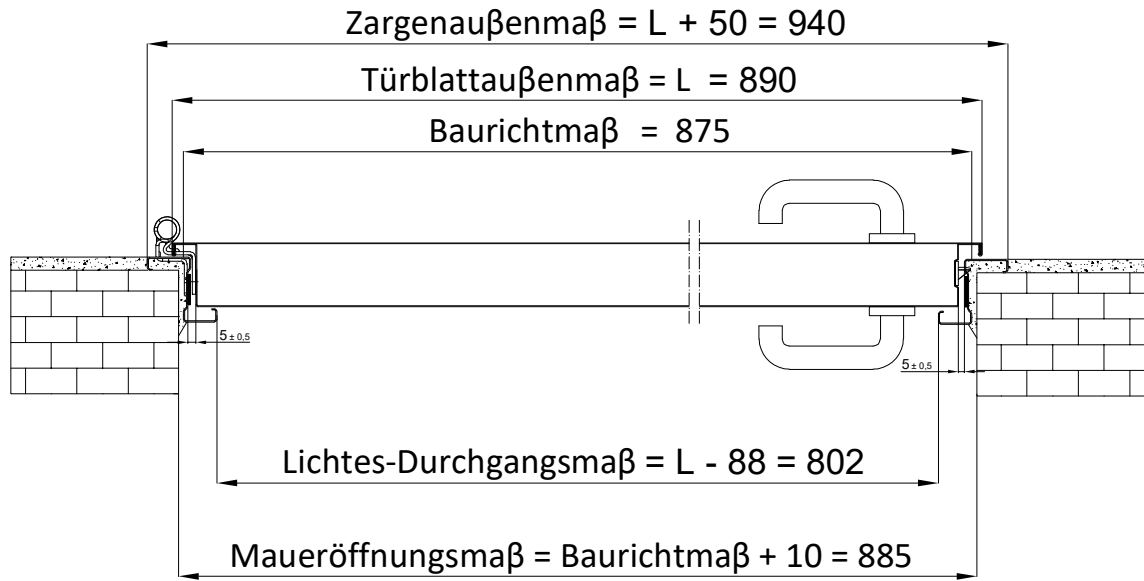 Zargenauβenmaβ = L + 50 = 940
Türblattauβenmaβ = L = 890
Baurichtmaβ = 875
5 ± 0,5
5 ± 0,5
Lichtes-Durchgangsmaβ = L - 88 = 802
Maueröffnungsmaβ = Baurichtmaβ + 10 = 885